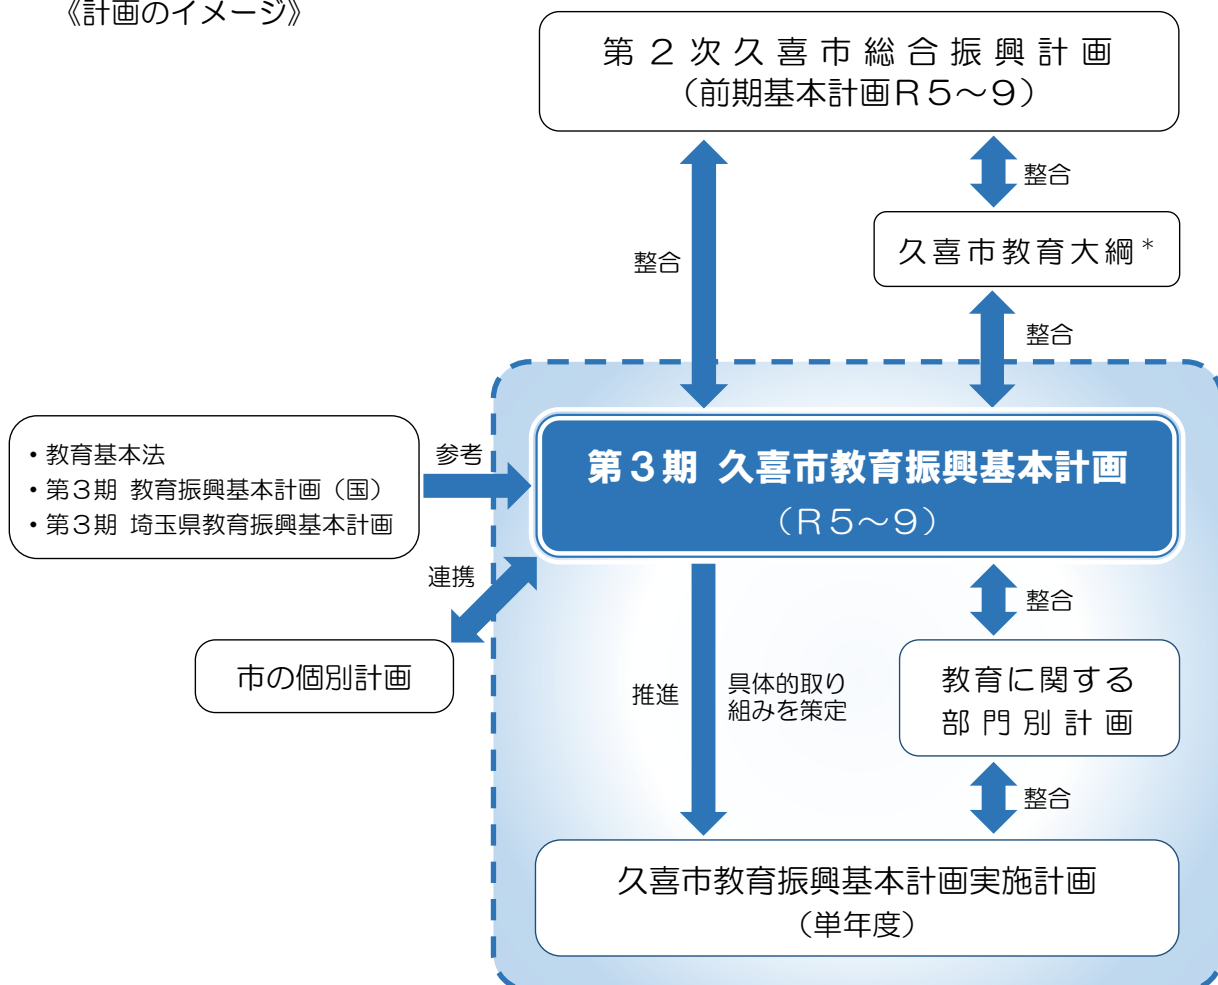 《計画のイメージ》
第２次久喜市総合振興計画
（前期基本計画Ｒ５～９）
整合
久喜市教育大綱＊
整合
整合
・教育基本法
・第３期 教育振興基本計画（国）
・第３期 埼玉県教育振興基本計画
参考
第３期 久喜市教育振興基本計画
（Ｒ５～９）
連携
市の個別計画
整合
推進
具体的取り
組みを策定
教育に関する
部門別計画
整合
久喜市教育振興基本計画実施計画
（単年度）